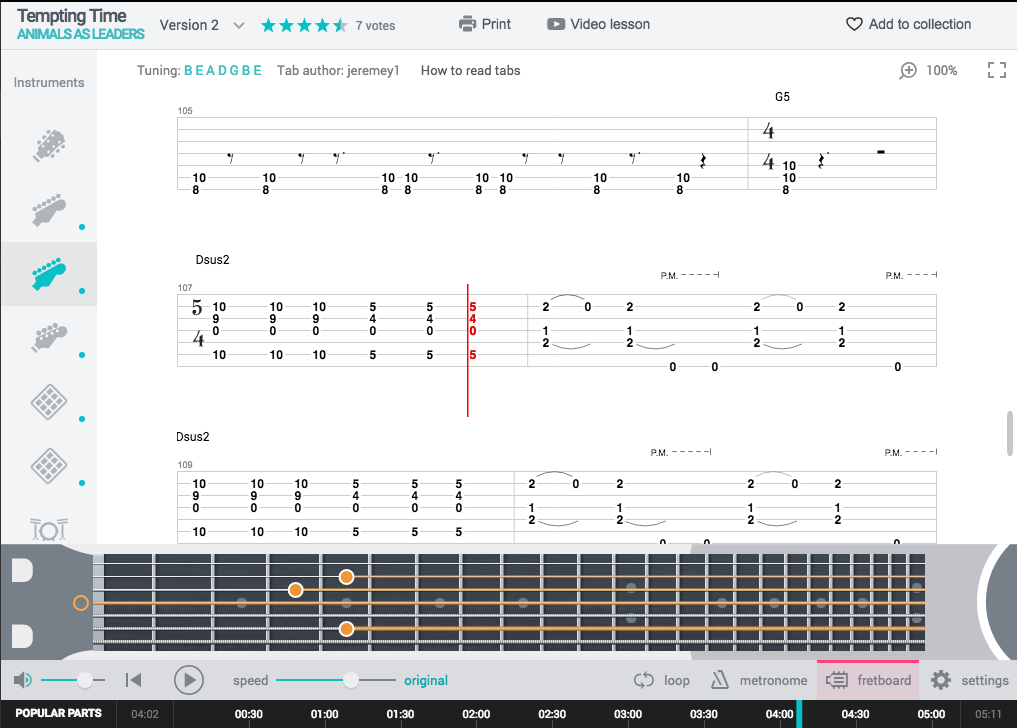 Tempting Time
ANIMALS AS LEADERS
Version 2
7 votes
Print
Video lesson
Add to collection
Instruments
Tuning: B E A D G B E Tab author: jeremey1 How to read tabs
100%
G5
105
4
4 10
10 10 10 10 10 10 10 10 10
8 8 8 8 8 8 8 8 8
Dsus2
P.M. P.M.
107
5 10 10 10 5 5 5 2 0 2 2 0 2
9 9 9 4 4 4
4 0 0 0 0 0 0 1 1 1 1
2 2 2 2
10 10 10 5 5 5
0 0 0
Dsus2
P.M. P.M.
109
10 10 10 5 5 5 2 0 2 2 0 2
9 9 9 4 4 4
0 0 0 0 0 0 1 1 1 1
2 2 2 2
10 10 10 5 5 5
0 0 0
speed original loop metronome fretboard settings
POPULAR PARTS 04:02 00:30 01:00 01:30 02:00 02:30 03:00 03:30 04:00 04:30 05:00 05:11